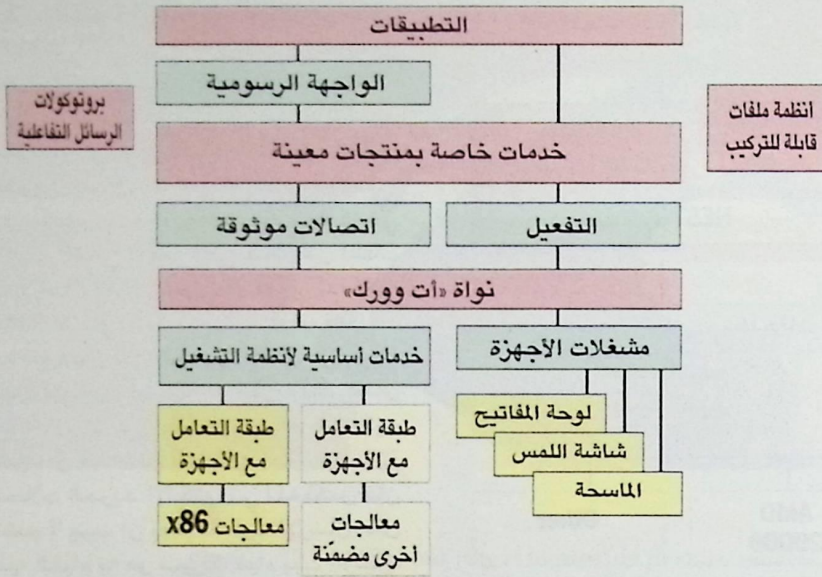 التطبيقات
الواجهة الرسومية
أنظمة ملفات
قابلة للتركيب
بروتوكولات
الرسائل التفاعلية
خدمات خاصة بمنتجات معينة
التفعيل
اتصالات موثوقة
نواة «أت وورك»
مشغلات الأجهزة
خدمات أساسية لأنظمة التشغيل
لوحة المفاتيح
شاشة اللمس
الماسحة
طبقة التعامل
مع الأجهزة
طبقة التعامل
مع الأجهزة
معالجات
أخرى مضمّنة
معالجات x86